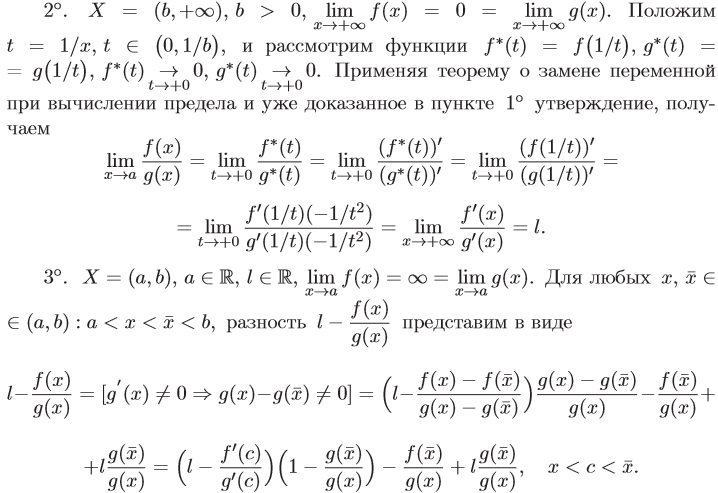 2°. X = (b, +∞), b > 0, lim_{x→+∞} f(x) = 0 = lim_{x→+∞} g(x). Положим
t = 1/x, t ∈ (0, 1/b), и рассмотрим функции f*(t) = f(1/t), g*(t) =
= g(1/t), f*(t) →_{t→+0} 0, g*(t) →_{t→+0} 0. Применяя теорему о замене переменной
при вычислении предела и уже доказанное в пункте 1° утверждение, полу-
чаем
lim_{x→a} f(x)/g(x) = lim_{t→+0} f*(t)/g*(t) = lim_{t→+0} (f*(t))′/(g*(t))′ = lim_{t→+0} (f(1/t))′/(g(1/t))′ =
= lim_{t→+0} f′(1/t)(−1/t²)/g′(1/t)(−1/t²) = lim_{x→+∞} f′(x)/g′(x) = l.
3°. X = (a, b), a ∈ ℝ, l ∈ ℝ, lim_{x→a} f(x) = ∞ = lim_{x→a} g(x). Для любых x, x̄ ∈
∈ (a, b) : a < x < x̄ < b, разность l − f(x)/g(x) представим в виде
l − f(x)/g(x) = [g′(x) ≠ 0 ⇒ g(x) − g(x̄) ≠ 0] = (l − (f(x) − f(x̄))/(g(x) − g(x̄))) (g(x) − g(x̄))/g(x) − f(x̄)/g(x) +
+ l g(x̄)/g(x) = (l − f′(c)/g′(c))(1 − g(x̄)/g(x)) − f(x̄)/g(x) + l g(x̄)/g(x), x < c < x̄.